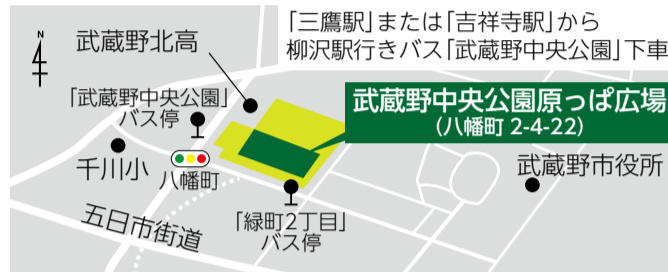 「三鷹駅」または「吉祥寺駅」から
柳沢駅行きバス「武蔵野中央公園」下車
N
武蔵野北高
「武蔵野中央公園」
バス停
武蔵野中央公園原っぱ広場
(八幡町 2-4-22)
千川小
八幡町
武蔵野市役所
「緑町2丁目」
バス停
五日市街道